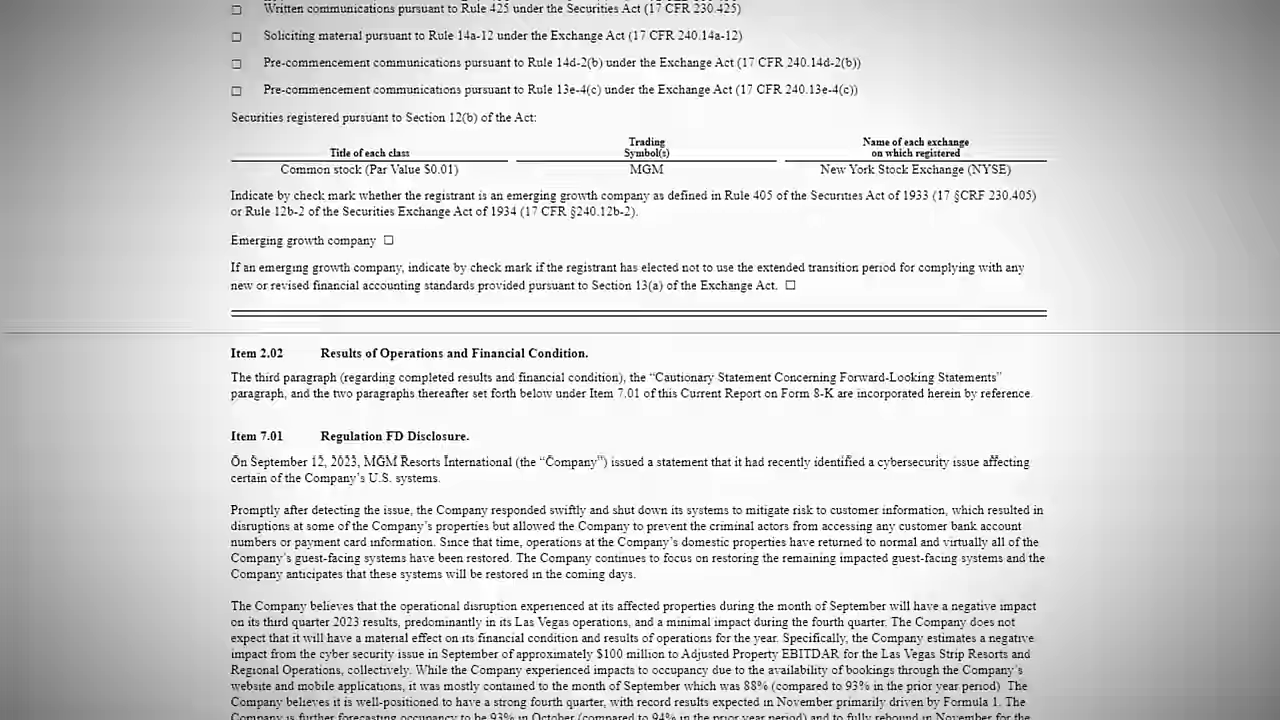 ☐ Written communications pursuant to Rule 425 under the Securities Act (17 CFR 230.425)
☐ Soliciting material pursuant to Rule 14a-12 under the Exchange Act (17 CFR 240.14a-12)
☐ Pre-commencement communications pursuant to Rule 14d-2(b) under the Exchange Act (17 CFR 240.14d-2(b))
☐ Pre-commencement communications pursuant to Rule 13e-4(c) under the Exchange Act (17 CFR 240.13e-4(c))
Securities registered pursuant to Section 12(b) of the Act:
Title of each class Trading Symbol(s) Name of each exchange on which registered
Common stock (Par Value $0.01) MGM New York Stock Exchange (NYSE)
Indicate by check mark whether the registrant is an emerging growth company as defined in Rule 405 of the Securities Act of 1933 (17 §CRF 230.405)
or Rule 12b-2 of the Securities Exchange Act of 1934 (17 CFR §240.12b-2).
Emerging growth company ☐
If an emerging growth company, indicate by check mark if the registrant has elected not to use the extended transition period for complying with any
new or revised financial accounting standards provided pursuant to Section 13(a) of the Exchange Act. ☐
Item 2.02 Results of Operations and Financial Condition.
The third paragraph (regarding completed results and financial condition), the “Cautionary Statement Concerning Forward-Looking Statements”
paragraph, and the two paragraphs thereafter set forth below under Item 7.01 of this Current Report on Form 8-K are incorporated herein by reference.
Item 7.01 Regulation FD Disclosure.
On September 12, 2023, MGM Resorts International (the “Company”) issued a statement that it had recently identified a cybersecurity issue affecting
certain of the Company’s U.S. systems.
Promptly after detecting the issue, the Company responded swiftly and shut down its systems to mitigate risk to customer information, which resulted in
disruptions at some of the Company’s properties but allowed the Company to prevent the criminal actors from accessing any customer bank account
numbers or payment card information. Since that time, operations at the Company’s domestic properties have returned to normal and virtually all of the
Company’s guest-facing systems have been restored. The Company continues to focus on restoring the remaining impacted guest-facing systems and the
Company anticipates that these systems will be restored in the coming days.
The Company believes that the operational disruption experienced at its affected properties during the month of September will have a negative impact
on its third quarter 2023 results, predominantly in its Las Vegas operations, and a minimal impact during the fourth quarter. The Company does not
expect that it will have a material effect on its financial condition and results of operations for the year. Specifically, the Company estimates a negative
impact from the cyber security issue in September of approximately $100 million to Adjusted Property EBITDAR for the Las Vegas Strip Resorts and
Regional Operations, collectively. While the Company experienced impacts to occupancy due to the availability of bookings through the Company’s
website and mobile applications, it was mostly contained to the month of September which was 88% (compared to 93% in the prior year period). The
Company believes it is well-positioned to have a strong fourth quarter, with record results expected in November primarily driven by Formula 1. The
Company is further forecasting occupancy to be 93% in October (compared to 94% in the prior year period) and to fully rebound in November for the